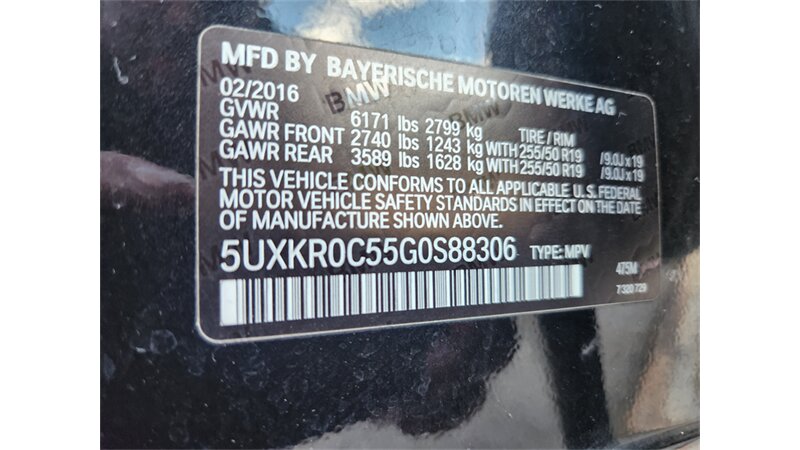 MFD BY BAYERISCHE MOTOREN WERKE AG
02/2016
GVWR 6171 lbs 2799 kg TIRE / RIM
GAWR FRONT 2740 lbs 1243 kg WITH 255/50 R19 /9.0J x 19
GAWR REAR 3589 lbs 1628 kg WITH 255/50 R19 /9.0J x 19
THIS VEHICLE CONFORMS TO ALL APPLICABLE U.S. FEDERAL
MOTOR VEHICLE SAFETY STANDARDS IN EFFECT ON THE DATE
OF MANUFACTURE SHOWN ABOVE.
5UXKR0C55G0S88306 TYPE: MPV 475M
7320 729